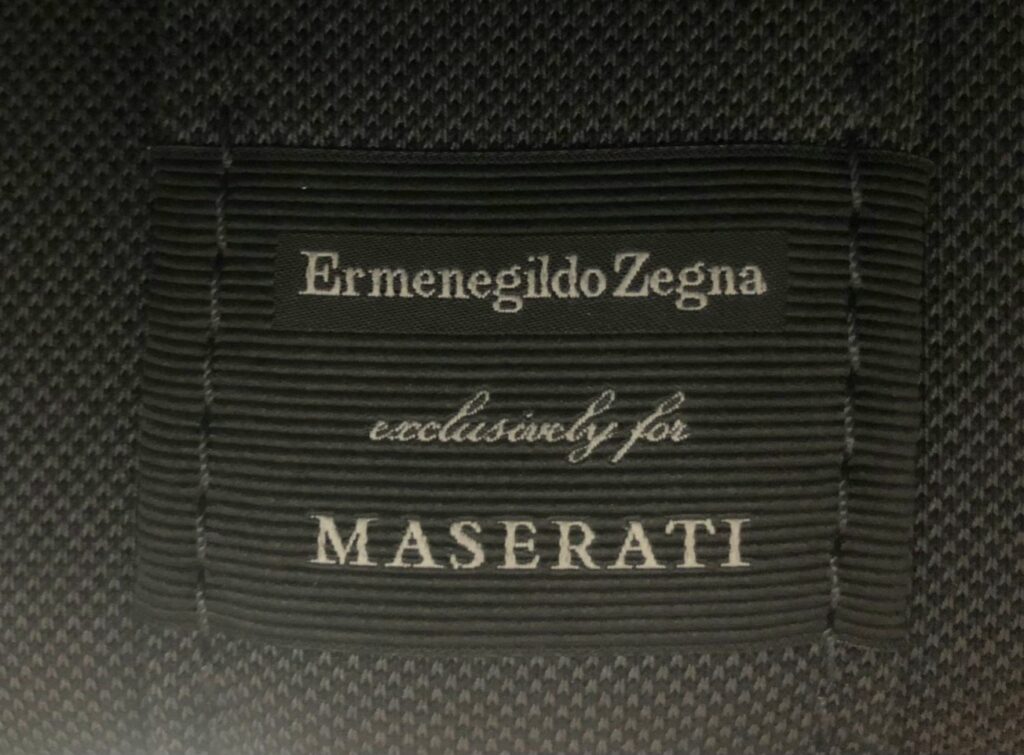 Ermenegildo Zegna
exclusively for
MASERATI